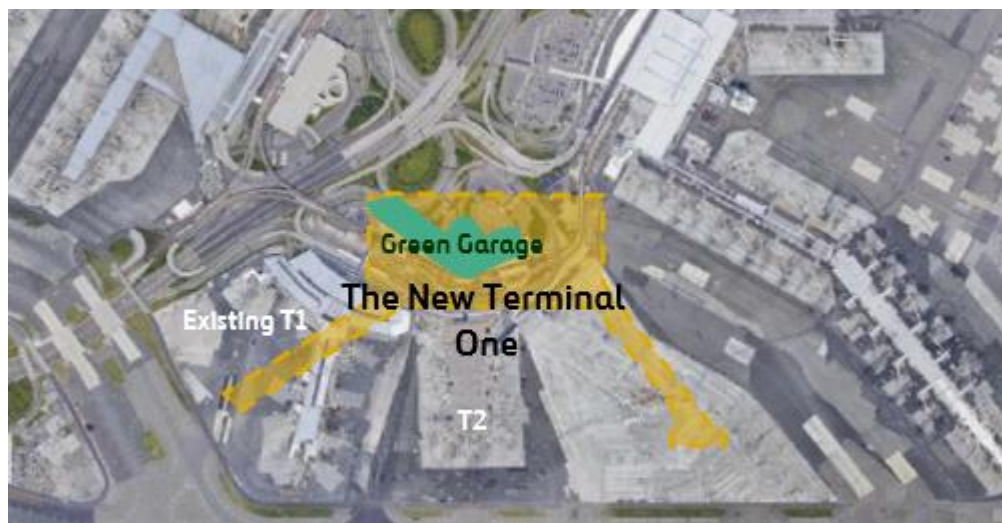 Green Garage
The New Terminal
One
Existing T1
T2